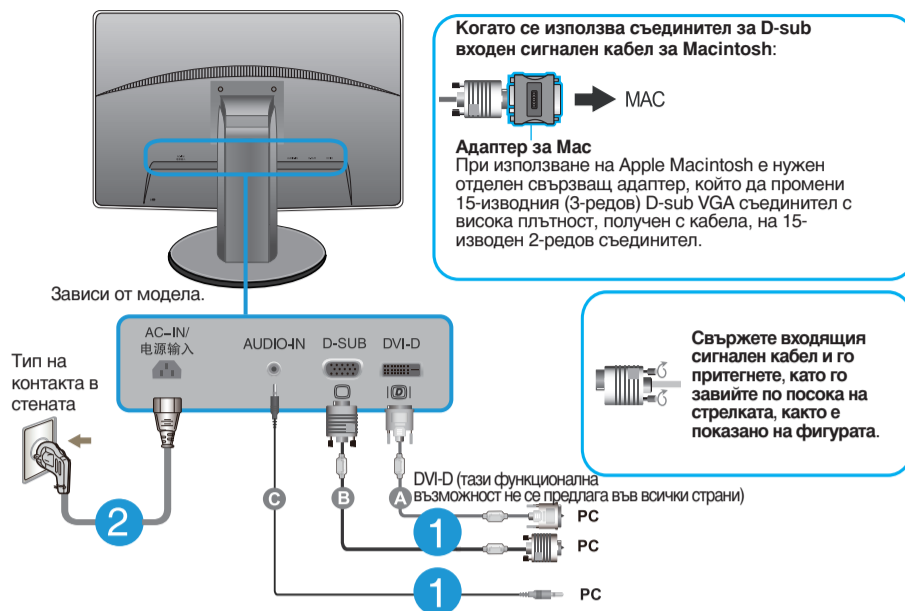 Когато се използва съединител за D-sub
входен сигнален кабел за Macintosh:
MAC
Адаптер за Mac
При използване на Apple Macintosh е нужен
отделен свързващ адаптер, който да промени
15-изводния (3-редов) D-sub VGA съединител с
висока плътност, получен с кабела, на 15-
изводен 2-редов съединител.
Зависи от модела.
AC-IN/
电源输入
AUDIO-IN
D-SUB
DVI-D
Тип на
контакта в
стената
Свържете входящия
сигнален кабел и го
притегнете, като го
завийте по посока на
стрелката, както е
показано на фигурата.
DVI-D (тази функционална
възможност не се предлага във всички страни)
C
B
A
2
1
PC
PC
1
PC